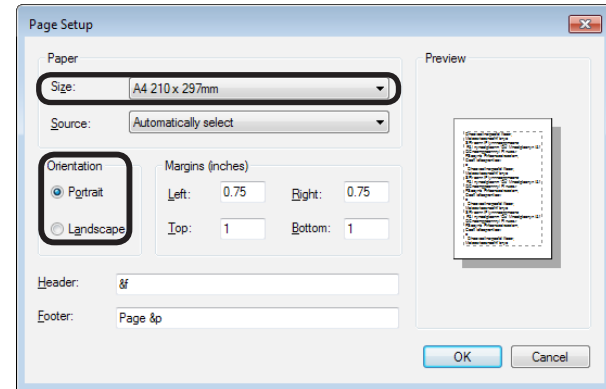 Page Setup
Paper
Size: A4 210 x 297mm
Source: Automatically select
Orientation
Portrait
Landscape
Margins (inches)
Left: 0.75 Right: 0.75
Top: 1 Bottom: 1
Header: &f
Footer: Page &p
Preview
OK Cancel